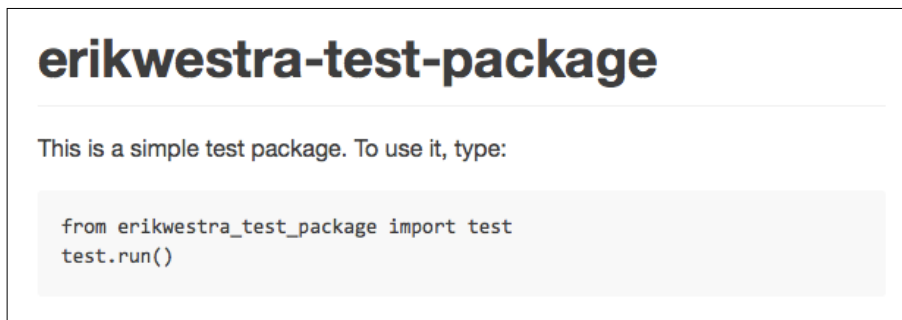 erikwestra-test-package
This is a simple test package. To use it, type:
from erikwestra_test_package import test
test.run()